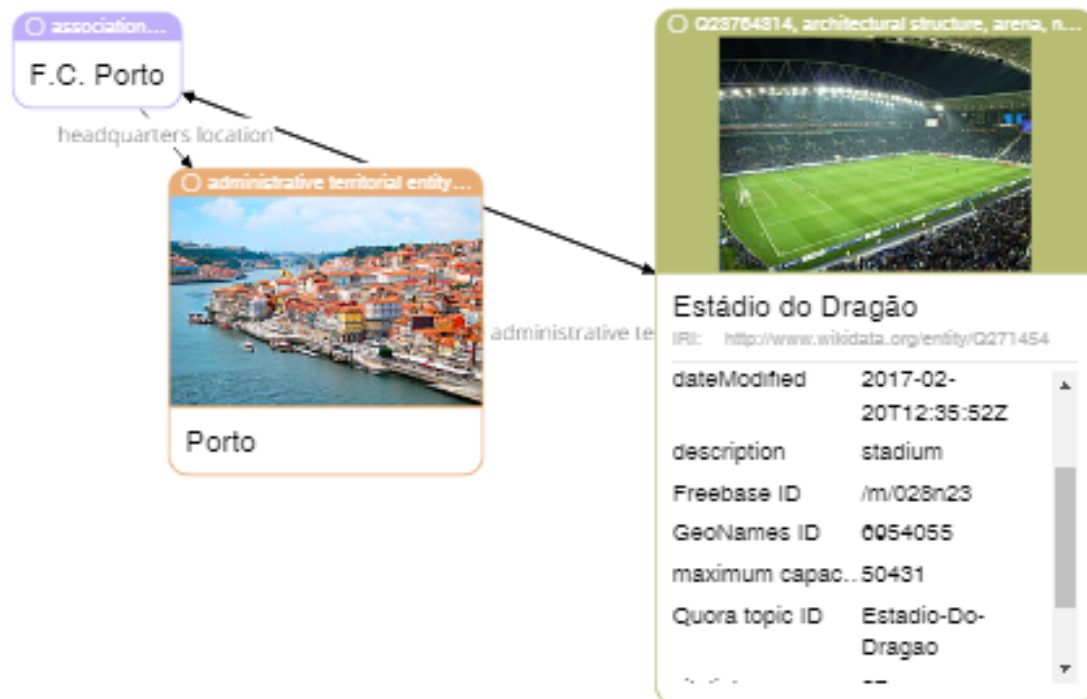 association...
F.C. Porto
headquarters location
administrative territorial entity...
Porto
administrative te
Q28764314, architectural structure, arena, n...
Estádio do Dragão
IRI: http://www.wikidata.org/entity/Q271454
dateModified 2017-02-
20T12:35:52Z
description stadium
Freebase ID /m/028n23
GeoNames ID 6954055
maximum capac... 50431
Quora topic ID Estadio-Do-
Dragao